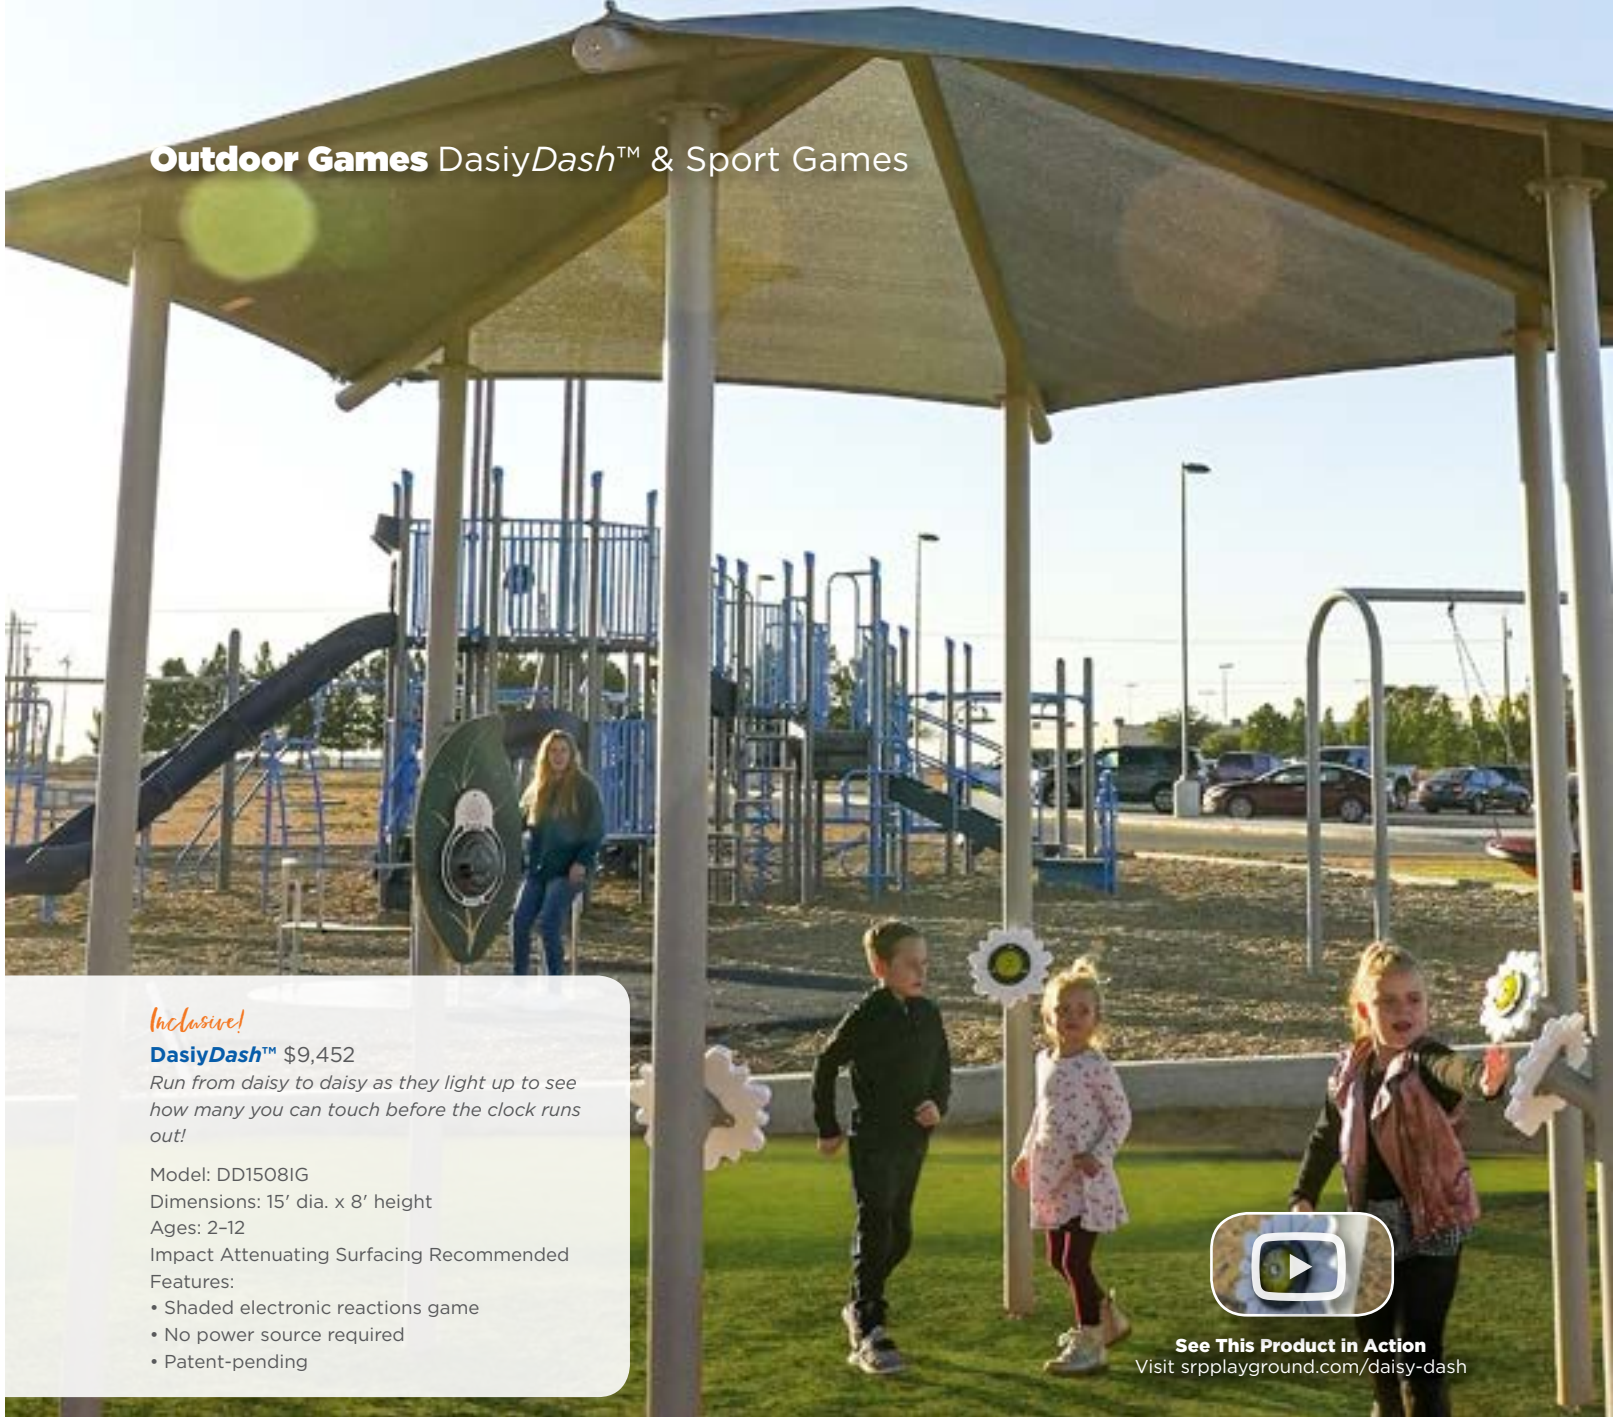 Outdoor Games DasiyDash™ & Sport Games
Inclusive!
DasiyDash™ $9,452
Run from daisy to daisy as they light up to see
how many you can touch before the clock runs
out!
Model: DD1508IG
Dimensions: 15' dia. x 8' height
Ages: 2–12
Impact Attenuating Surfacing Recommended
Features:
• Shaded electronic reactions game
• No power source required
• Patent-pending
See This Product in Action
Visit srpplayground.com/daisy-dash